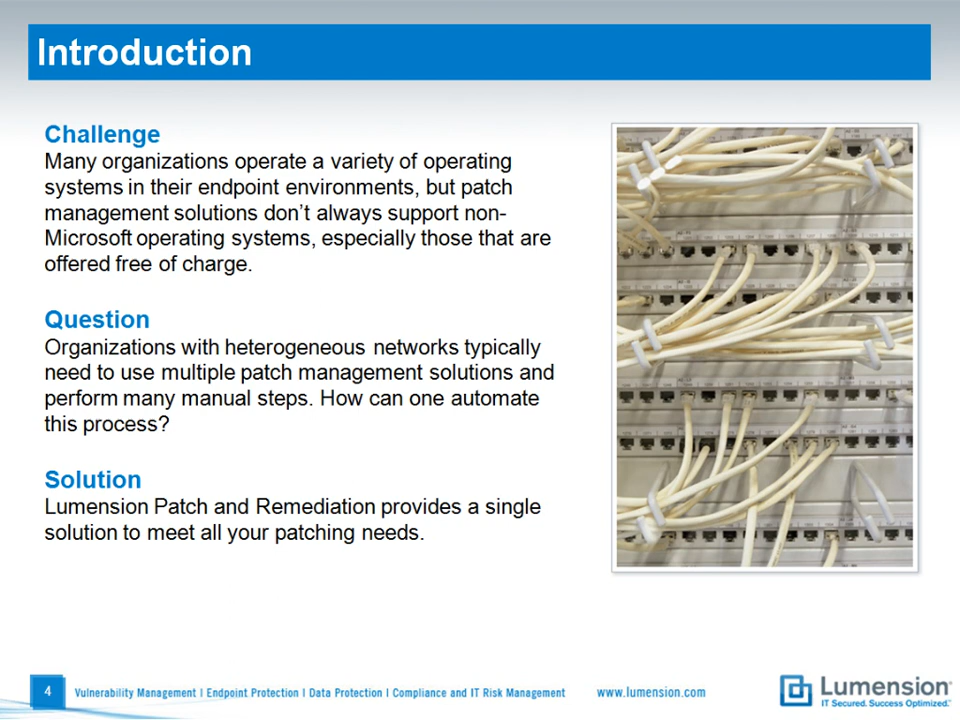 Introduction
Challenge
Many organizations operate a variety of operating
systems in their endpoint environments, but patch
management solutions don't always support non-
Microsoft operating systems, especially those that are
offered free of charge.
Question
Organizations with heterogeneous networks typically
need to use multiple patch management solutions and
perform many manual steps. How can one automate
this process?
Solution
Lumension Patch and Remediation provides a single
solution to meet all your patching needs.
4
Vulnerability Management | Endpoint Protection | Data Protection | Compliance and IT Risk Management
www.lumension.com
Lumension®
IT Secured. Success Optimized.™